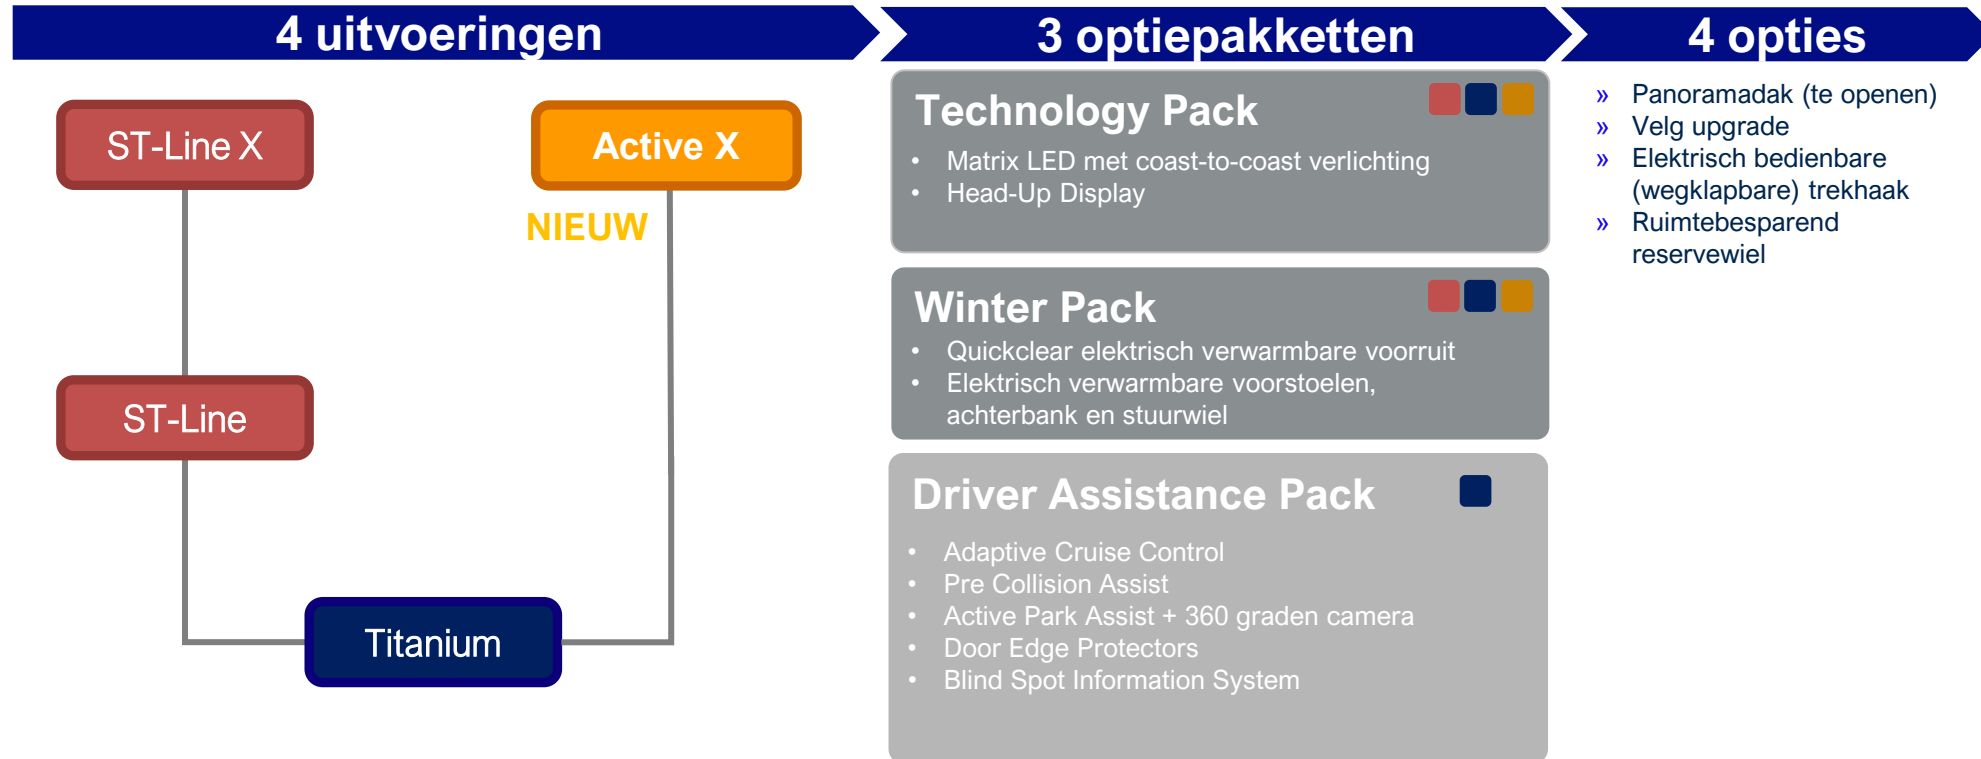 4 uitvoeringen
3 optiepakketten
4 opties
ST-Line X
Active X
NIEUW
ST-Line
Titanium
Technology Pack
• Matrix LED met coast-to-coast verlichting
• Head-Up Display
Winter Pack
• Quickclear elektrisch verwarmbare voorruit
• Elektrisch verwarmbare voorstoelen,
achterbank en stuurwiel
Driver Assistance Pack
• Adaptive Cruise Control
• Pre Collision Assist
• Active Park Assist + 360 graden camera
• Door Edge Protectors
• Blind Spot Information System
» Panoramadak (te openen)
» Velg upgrade
» Elektrisch bedienbare
(wegklapbare) trekhaak
» Ruimtebesparend
reservewiel